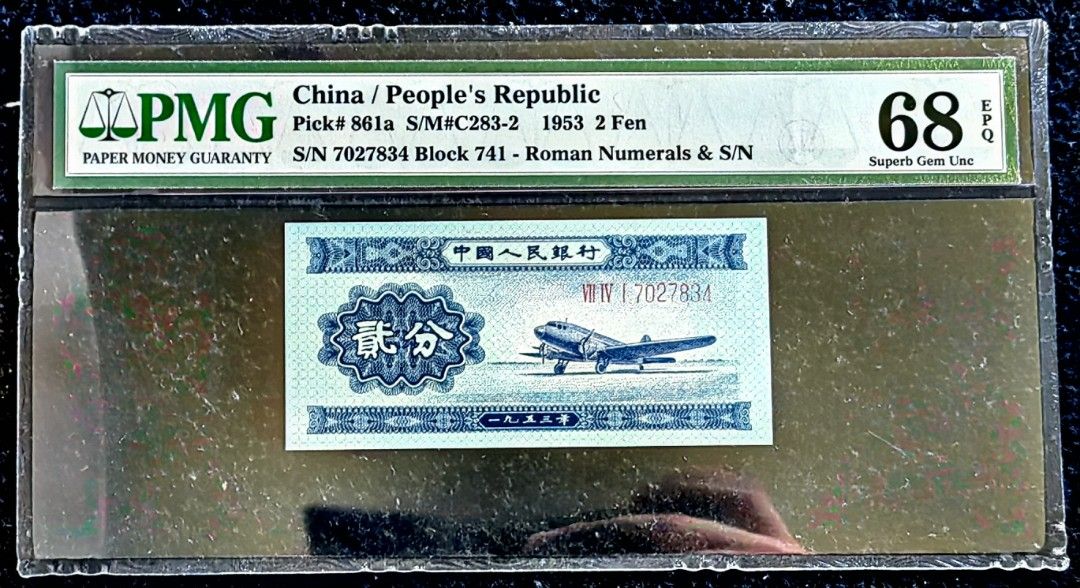 PMG
PAPER MONEY GUARANTY
China / People's Republic
Pick# 861a S/M#C283-2 1953 2 Fen
S/N 7027834 Block 741 - Roman Numerals & S/N
68
EPQ
Superb Gem Unc
中國人民銀行
VII IV I 7027834
貳分
一九五三年